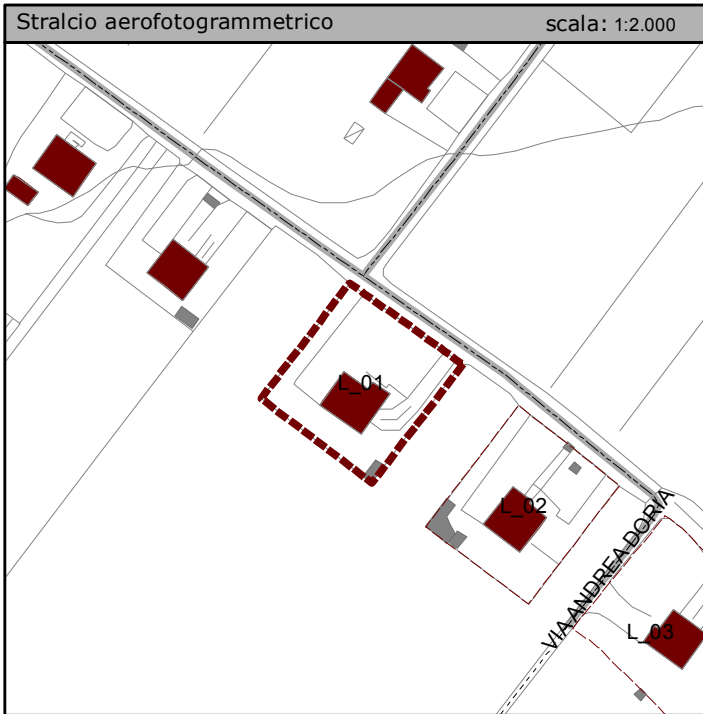 Stralcio aerofotogrammetrico scala: 1:2.000
L_01
L_02
VIA ANDREA DORIA
L_03